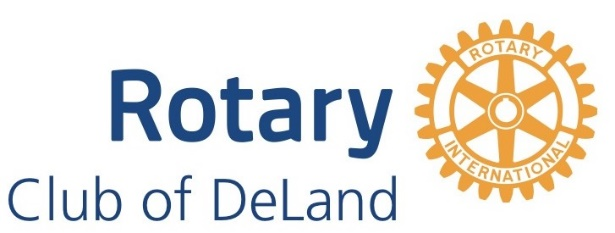 Rotary
Club of DeLand
ROTARY
INTERNATIONAL